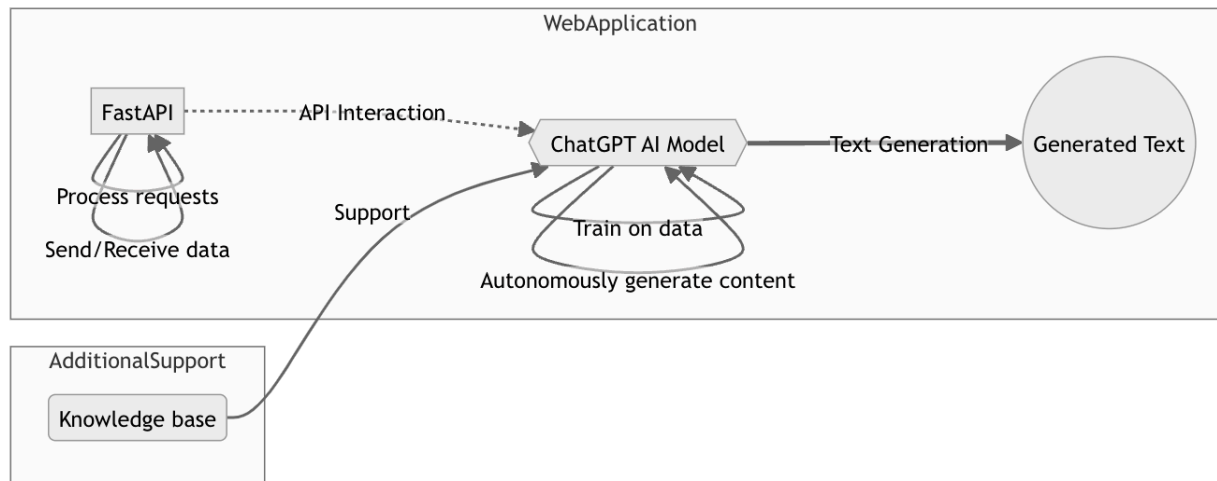 WebApplication
FastAPI
API Interaction
ChatGPT AI Model
Text Generation
Generated Text
Process requests
Send/Receive data
Support
Train on data
Autonomously generate content
AdditionalSupport
Knowledge base